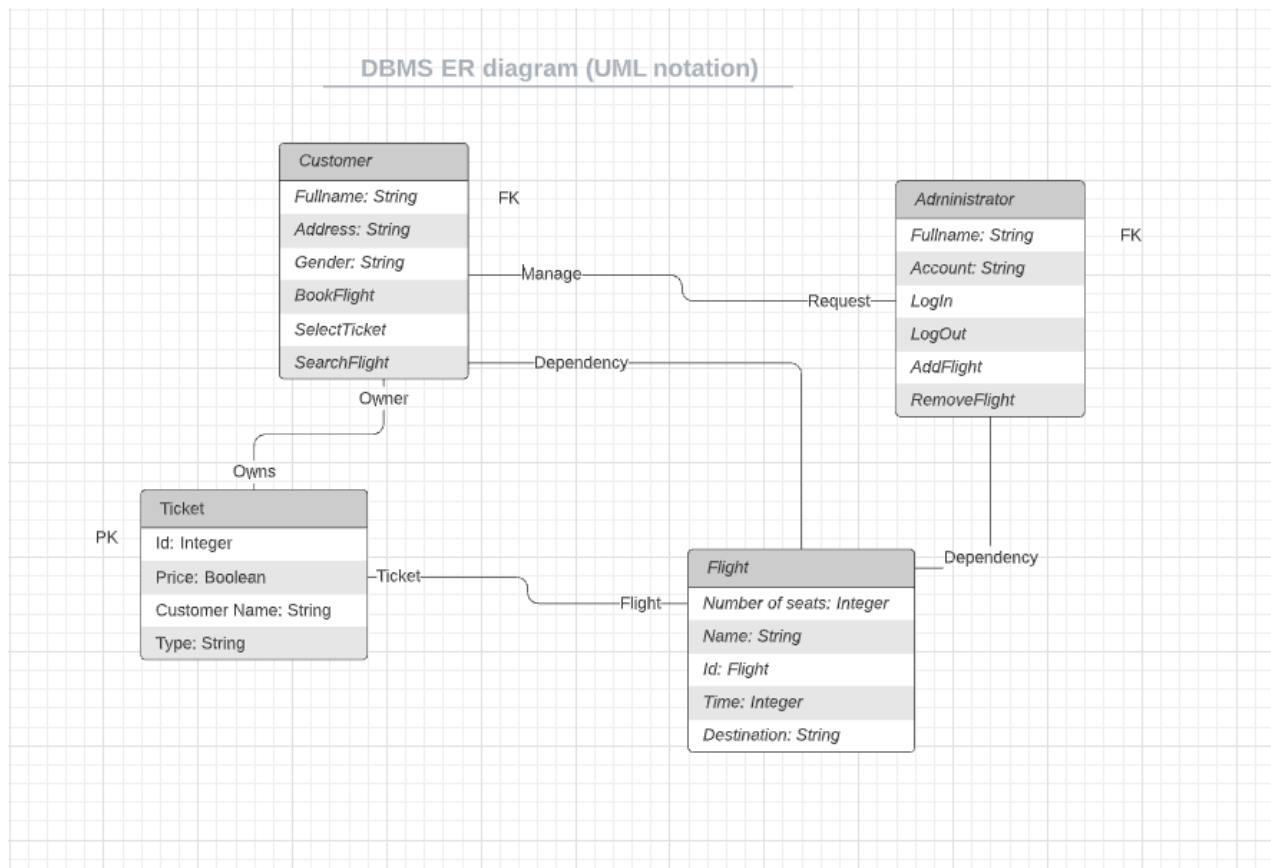 DBMS ER diagram (UML notation)
Customer
Fullname: String
FK
Address: String
Gender: String
BookFlight
SelectTicket
SearchFlight
Administrator
Fullname: String
FK
Account: String
LogIn
LogOut
AddFlight
RemoveFlight
Manage
Request
Dependency
Owner
Owns
Ticket
PK
Id: Integer
Price: Boolean
Customer Name: String
Type: String
Ticket
Flight
Dependency
Flight
Number of seats: Integer
Name: String
Id: Flight
Time: Integer
Destination: String